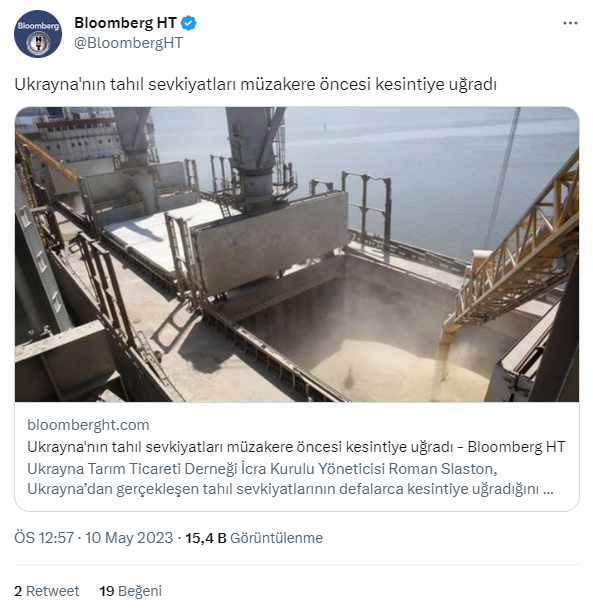 Bloomberg
HT
Bloomberg HT
@BloombergHT
Ukrayna'nın tahıl sevkiyatları müzakere öncesi kesintiye uğradı
bloomberght.com
Ukrayna'nın tahıl sevkiyatları müzakere öncesi kesintiye uğradı - Bloomberg HT
Ukrayna Tarım Ticareti Derneği İcra Kurulu Yöneticisi Roman Slaston,
Ukrayna’dan gerçekleşen tahıl sevkiyatlarının defalarca kesintiye uğradığını ...
ÖS 12:57 · 10 May 2023 · 15,4 B Görüntülenme
2 Retweet 19 Beğeni